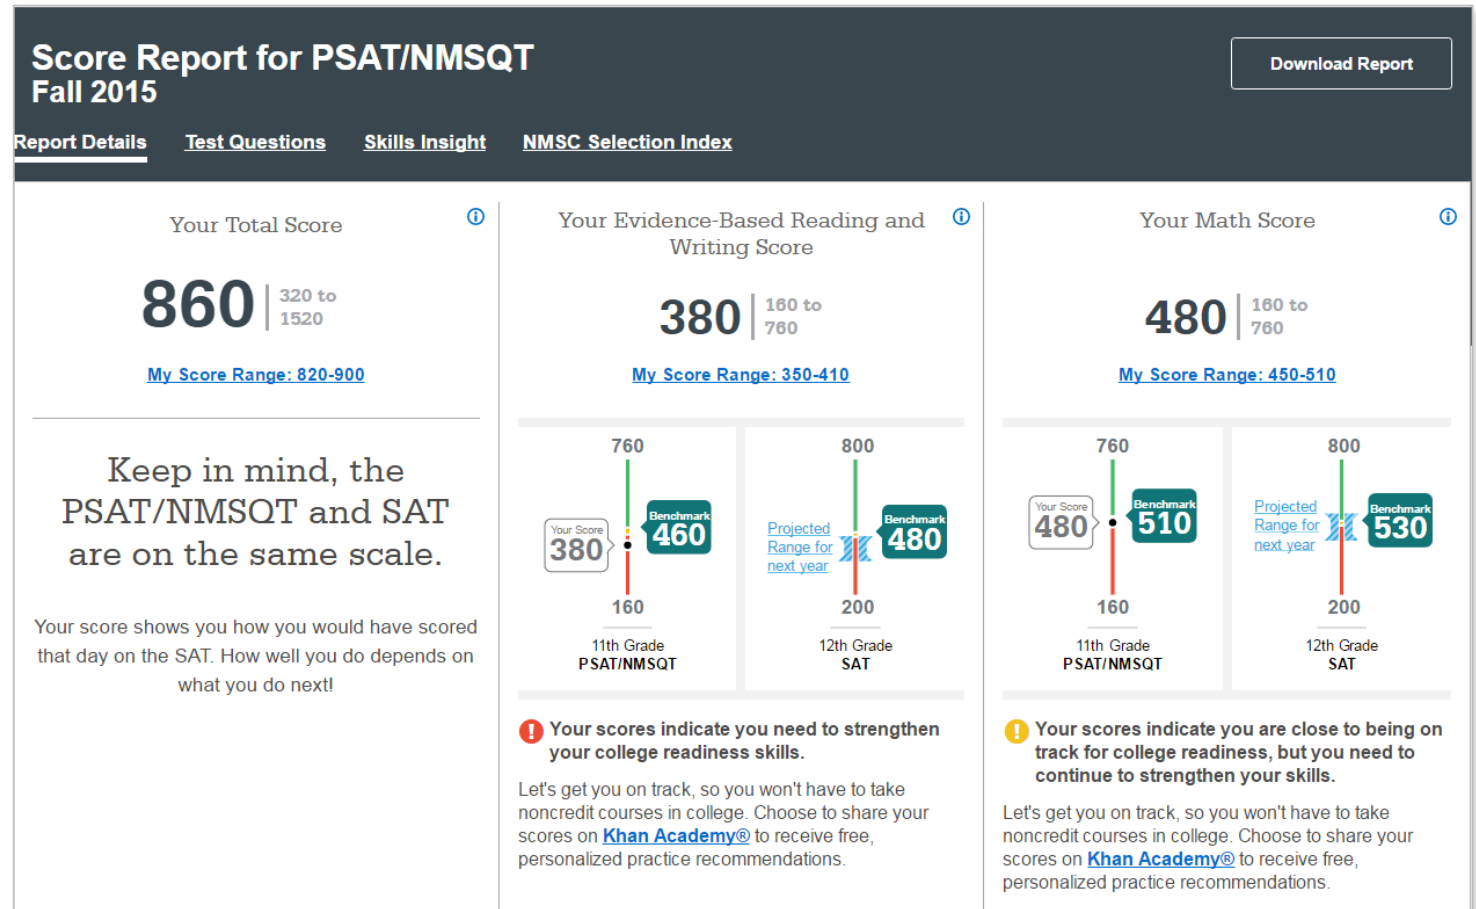 Score Report for PSAT/NMSQT
Fall 2015
Download Report
Report Details
Test Questions
Skills Insight
NMSC Selection Index
Your Total Score
860
320 to
1520
My Score Range: 820-900
Keep in mind, the
PSAT/NMSQT and SAT
are on the same scale.
Your score shows you how you would have scored
that day on the SAT. How well you do depends on
what you do next!
Your Evidence-Based Reading and
Writing Score
380
160 to
760
My Score Range: 350-410
760
Your Score
380
Benchmark
460
160
11th Grade
PSAT/NMSQT
800
Projected
Range for
next year
Benchmark
480
200
12th Grade
SAT
Your scores indicate you need to strengthen
your college readiness skills.
Let's get you on track, so you won't have to take
noncredit courses in college. Choose to share your
scores on Khan Academy® to receive free,
personalized practice recommendations.
Your Math Score
480
160 to
760
My Score Range: 450-510
760
Your Score
480
Benchmark
510
160
11th Grade
PSAT/NMSQT
800
Projected
Range for
next year
Benchmark
530
200
12th Grade
SAT
Your scores indicate you are close to being on
track for college readiness, but you need to
continue to strengthen your skills.
Let's get you on track, so you won't have to take
noncredit courses in college. Choose to share your
scores on Khan Academy® to receive free,
personalized practice recommendations.